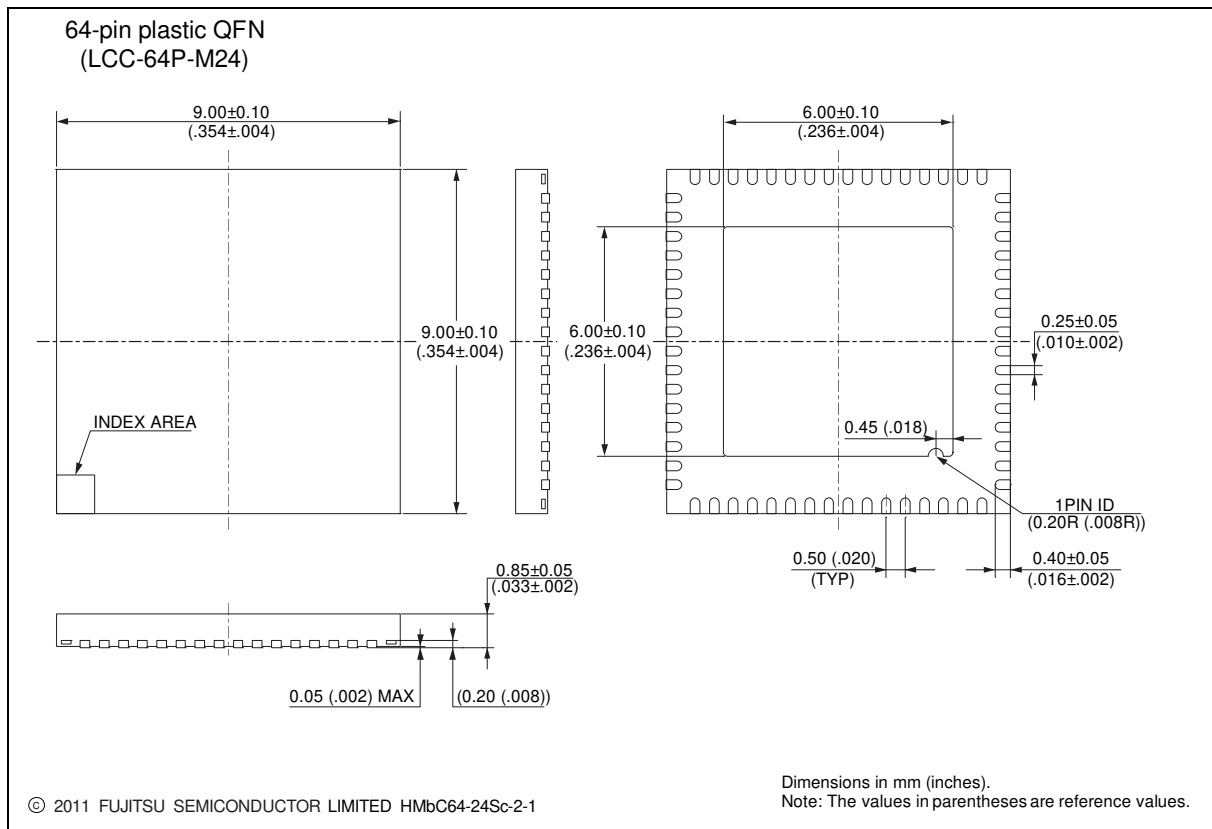 64-pin plastic QFN
(LCC-64P-M24)
9.00±0.10
(.354±.004)
6.00±0.10
(.236±.004)
9.00±0.10
(.354±.004)
6.00±0.10
(.236±.004)
0.25±0.05
(.010±.002)
INDEX AREA
0.45 (.018)
1PIN ID
(0.20R (.008R))
0.50 (.020)
(TYP)
0.40±0.05
(.016±.002)
0.85±0.05
(.033±.002)
0.05 (.002) MAX
(0.20 (.008))
Dimensions in mm (inches).
Note: The values in parentheses are reference values.
© 2011 FUJITSU SEMICONDUCTOR LIMITED HMbC64-24Sc-2-1